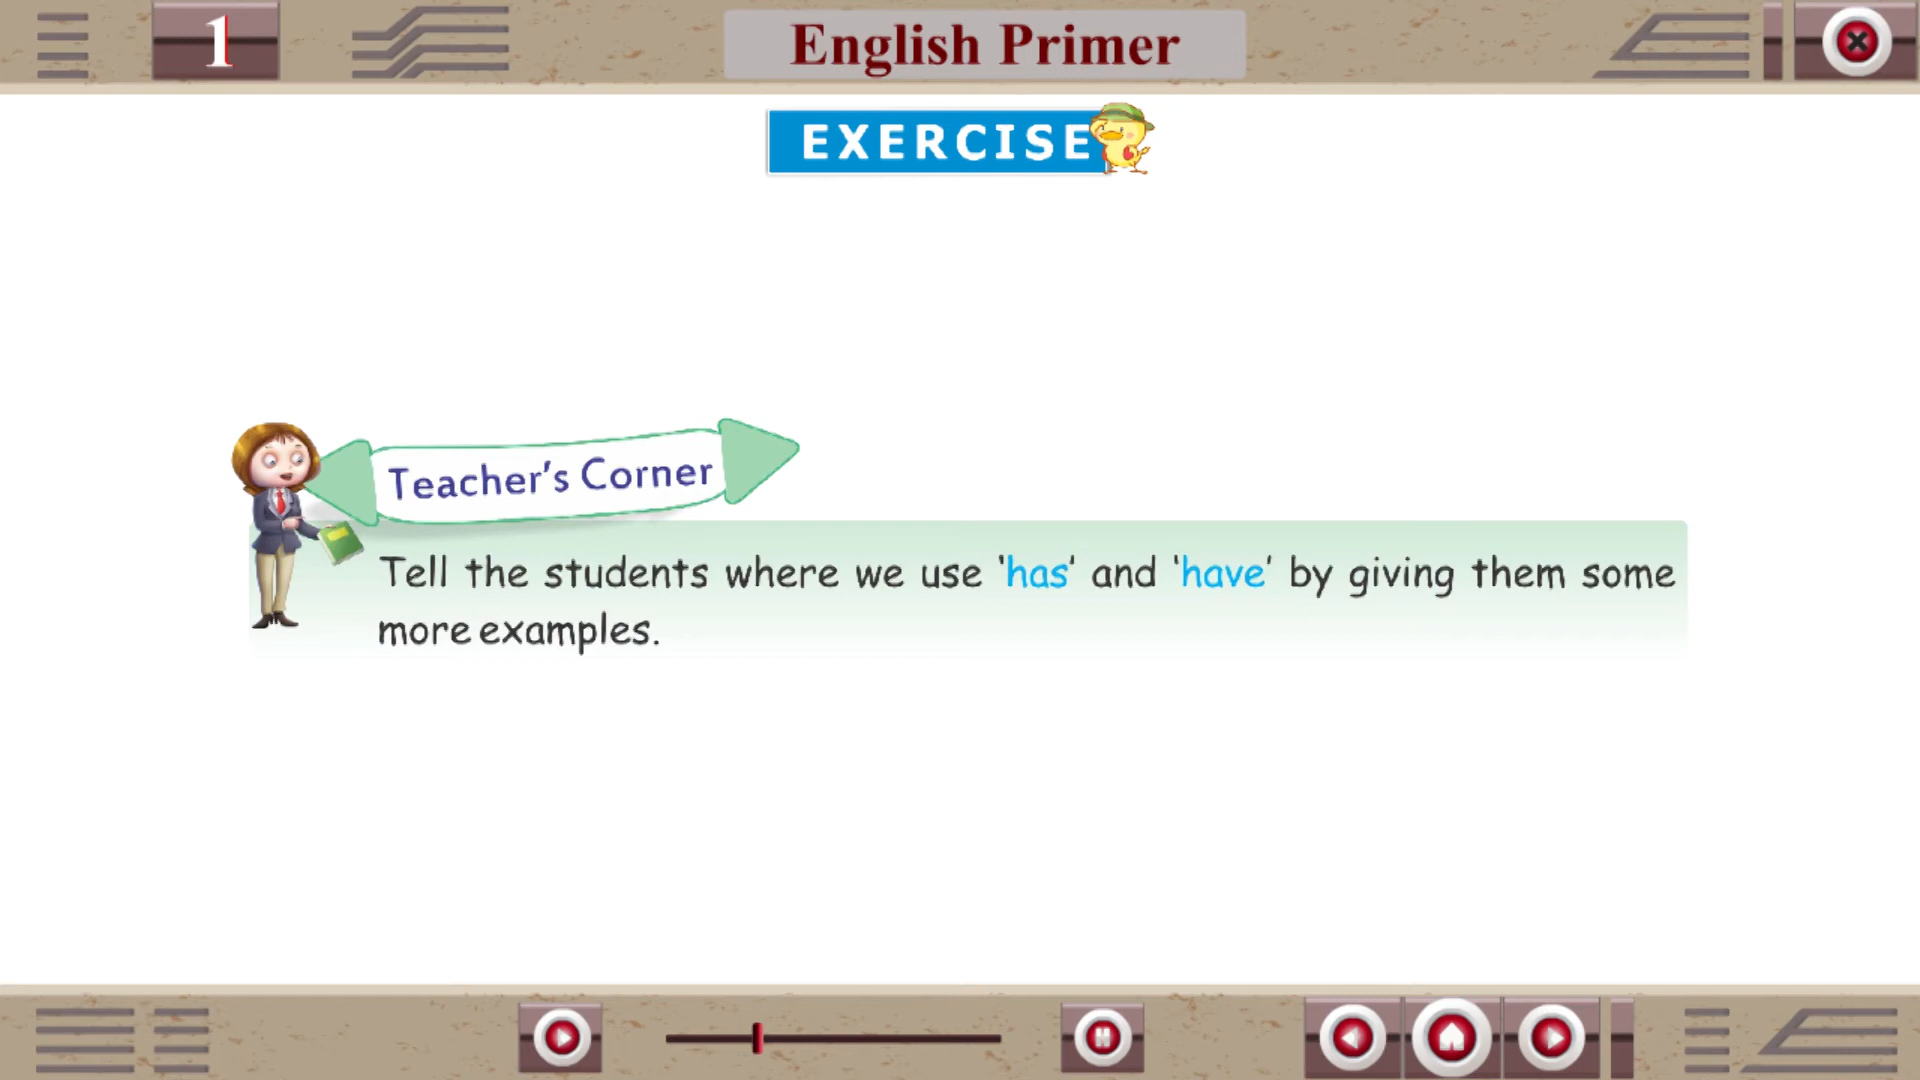 1
English Primer
EXERCISE
Teacher's Corner
Tell the students where we use 'has' and 'have' by giving them some
more examples.